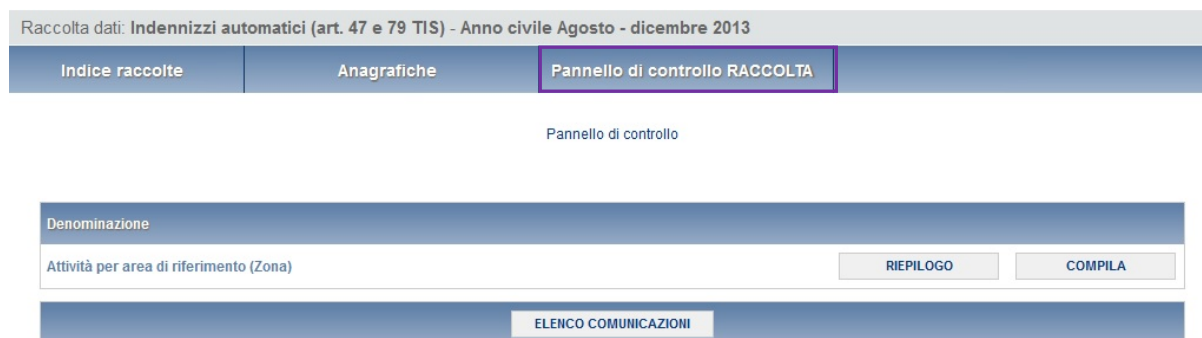 Raccolta dati: Indennizzi automatici (art. 47 e 79 TIS) - Anno civile Agosto - dicembre 2013
Indice raccolte Anagrafiche Pannello di controllo RACCOLTA
Pannello di controllo
Denominazione
Attività per area di riferimento (Zona) RIEPILOGO COMPILA
ELENCO COMUNICAZIONI